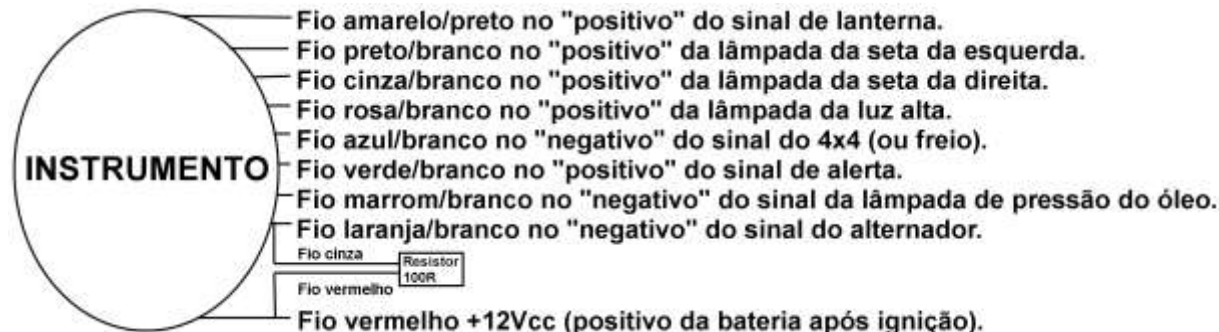 Fio amarelo/preto no "positivo" do sinal de lanterna.
Fio preto/branco no "positivo" da lâmpada da seta da esquerda.
Fio cinza/branco no "positivo" da lâmpada da seta da direita.
Fio rosa/branco no "positivo" da lâmpada da luz alta.
Fio azul/branco no "negativo" do sinal do 4x4 (ou freio).
INSTRUMENTO
Fio verde/branco no "positivo" do sinal de alerta.
Fio marrom/branco no "negativo" do sinal da lâmpada de pressão do óleo.
Fio laranja/branco no "negativo" do sinal do alternador.
Fio cinza
Resistor
100R
Fio vermelho
Fio vermelho +12Vcc (positivo da bateria após ignição).